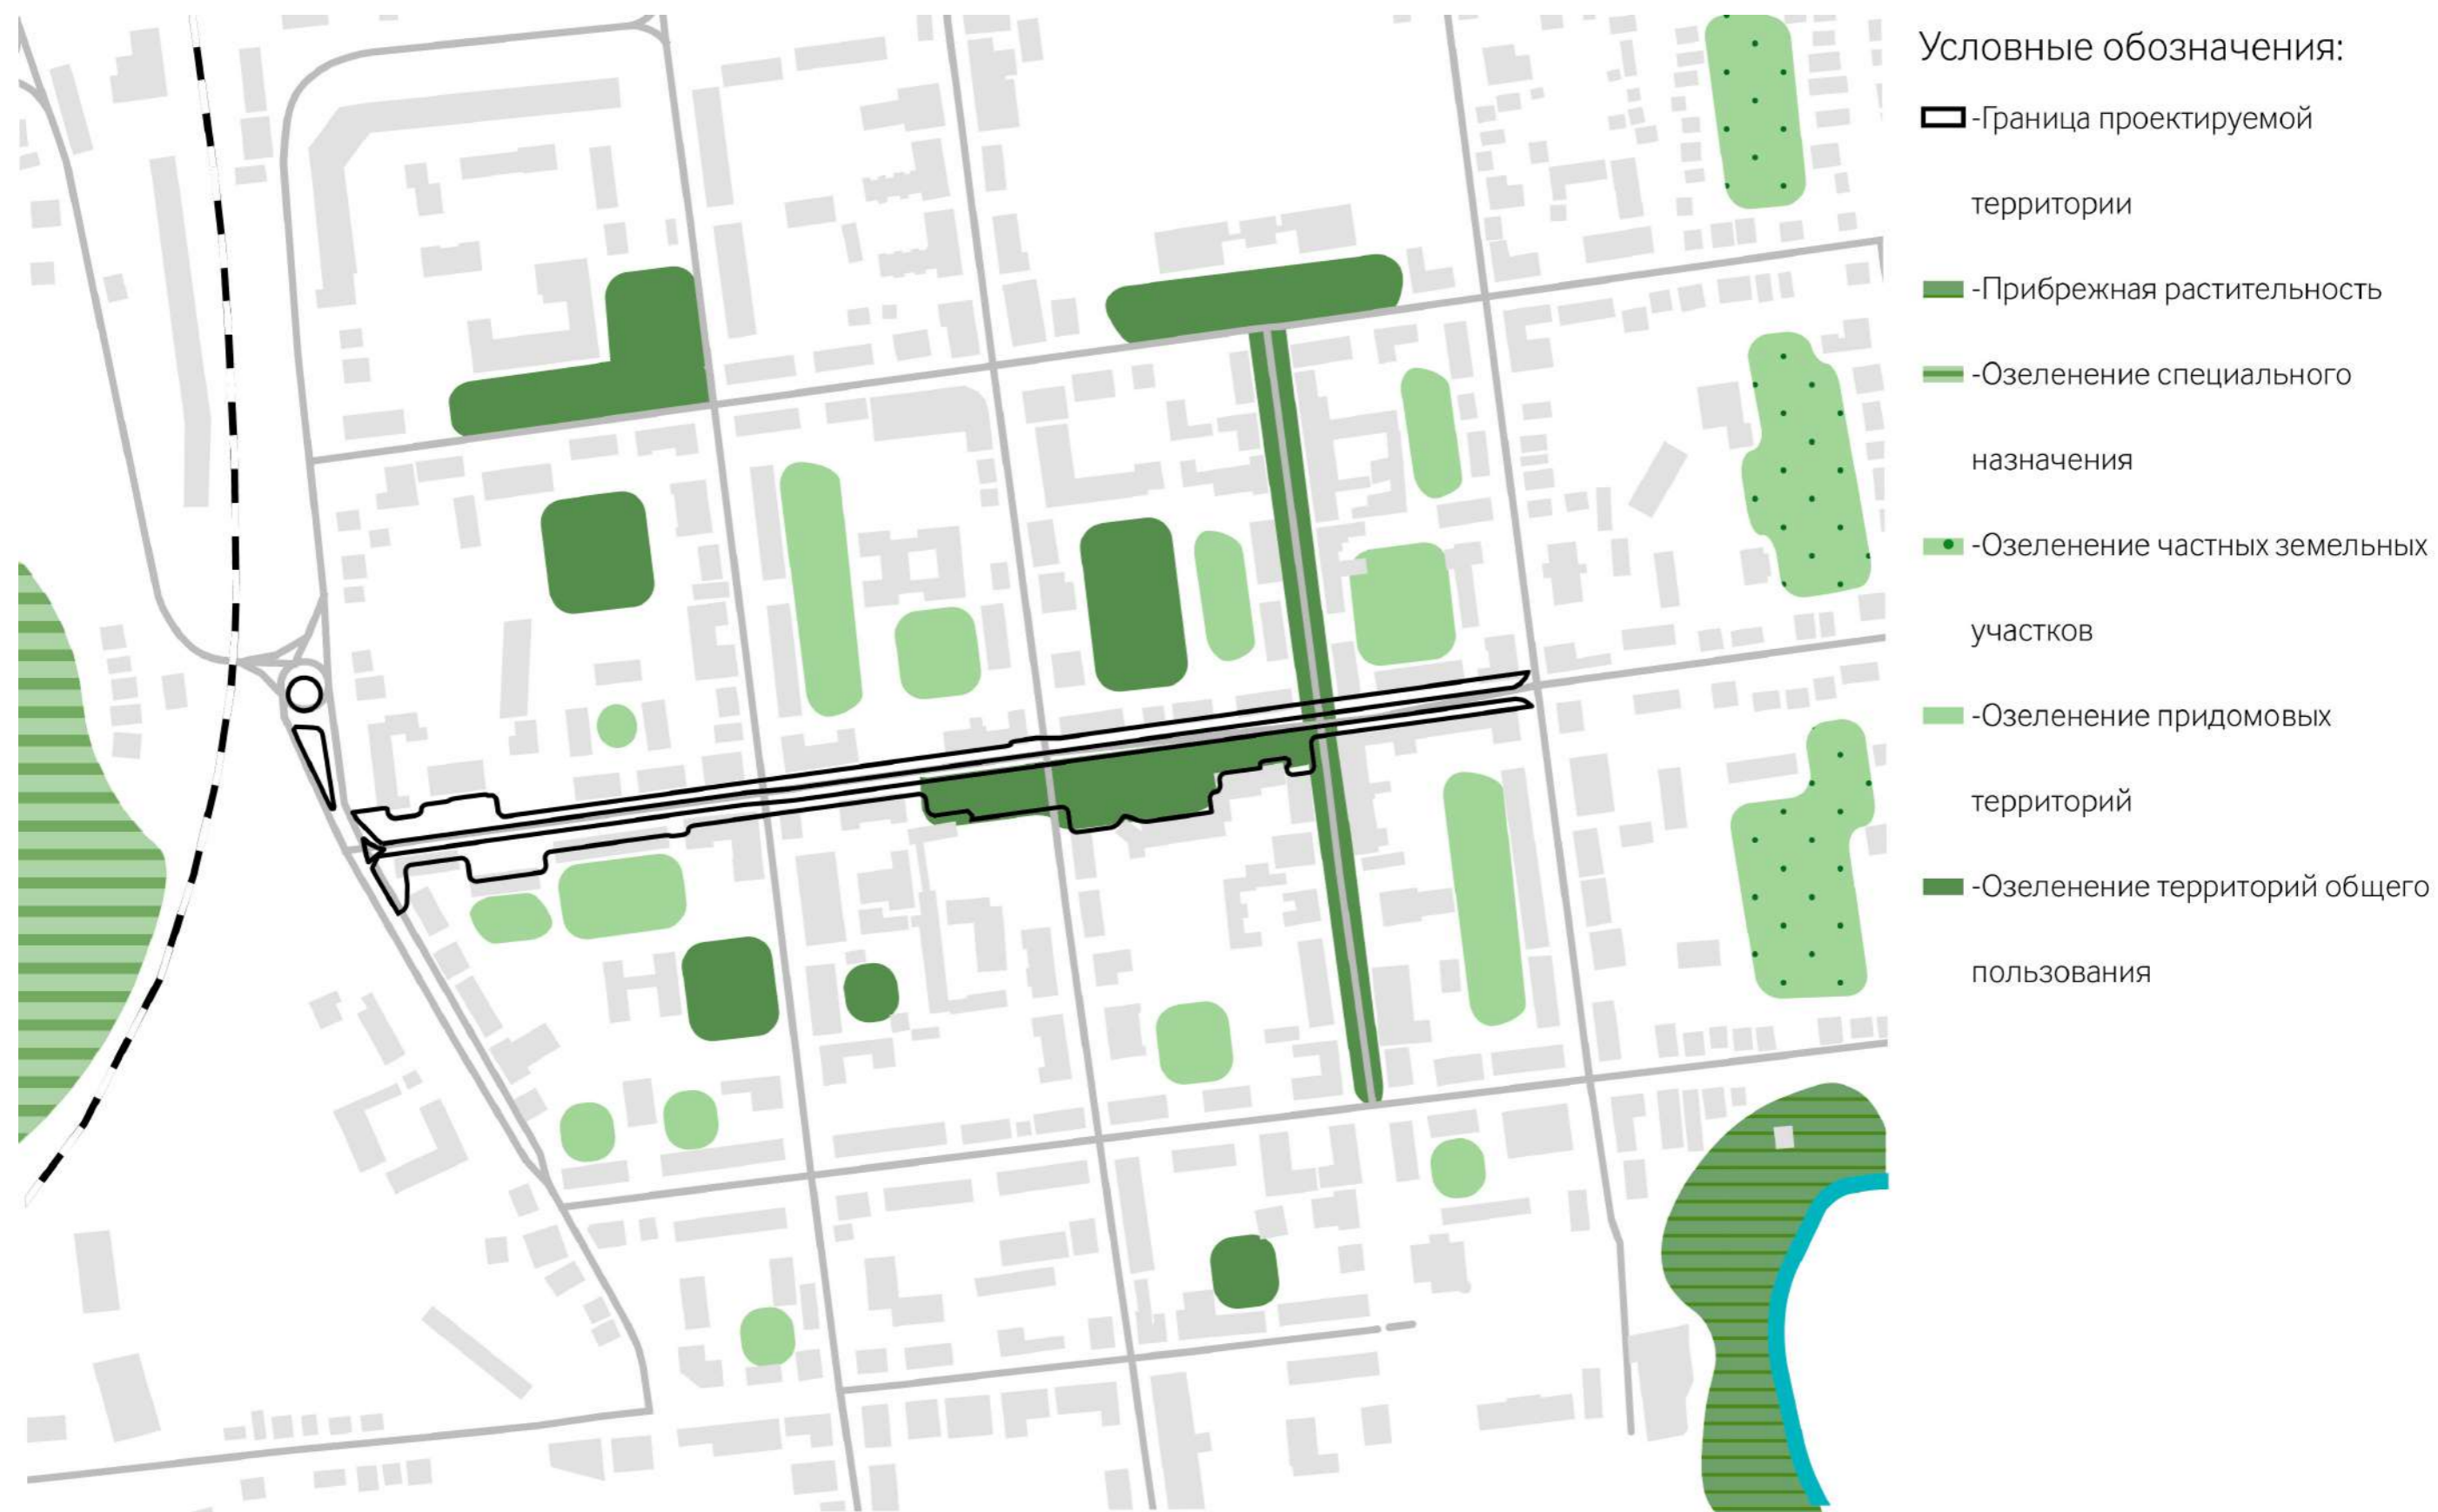 Условные обозначения:
-Граница проектируемой
территории
-Прибрежная растительность
-Озеленение специального
назначения
-Озеленение частных земельных
участков
-Озеленение придомовых
территорий
-Озеленение территорий общего
пользования